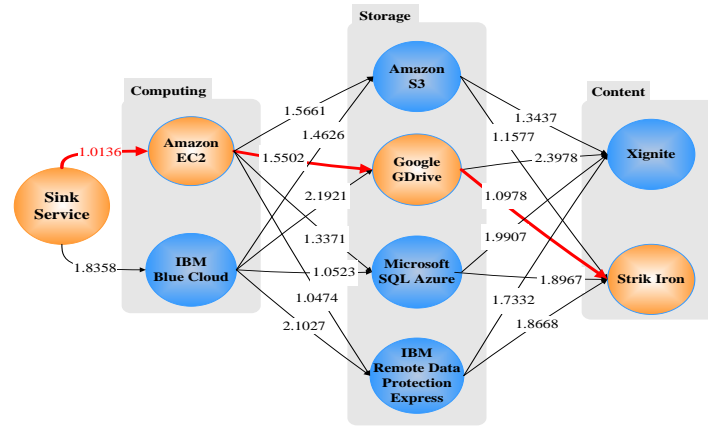 Storage
Computing
Content
Amazon
S3
1.5661
1.4626
1.3437
1.1577
1.0136
Amazon
EC2
1.5502
Google
GDrive
2.3978
Xignite
Sink
Service
2.1921
1.0978
1.3371
1.9907
1.8358
IBM
Blue Cloud
1.0523
Microsoft
SQL Azure
1.8967
Strik Iron
1.0474
2.1027
1.7332
1.8668
IBM
Remote Data
Protection
Express